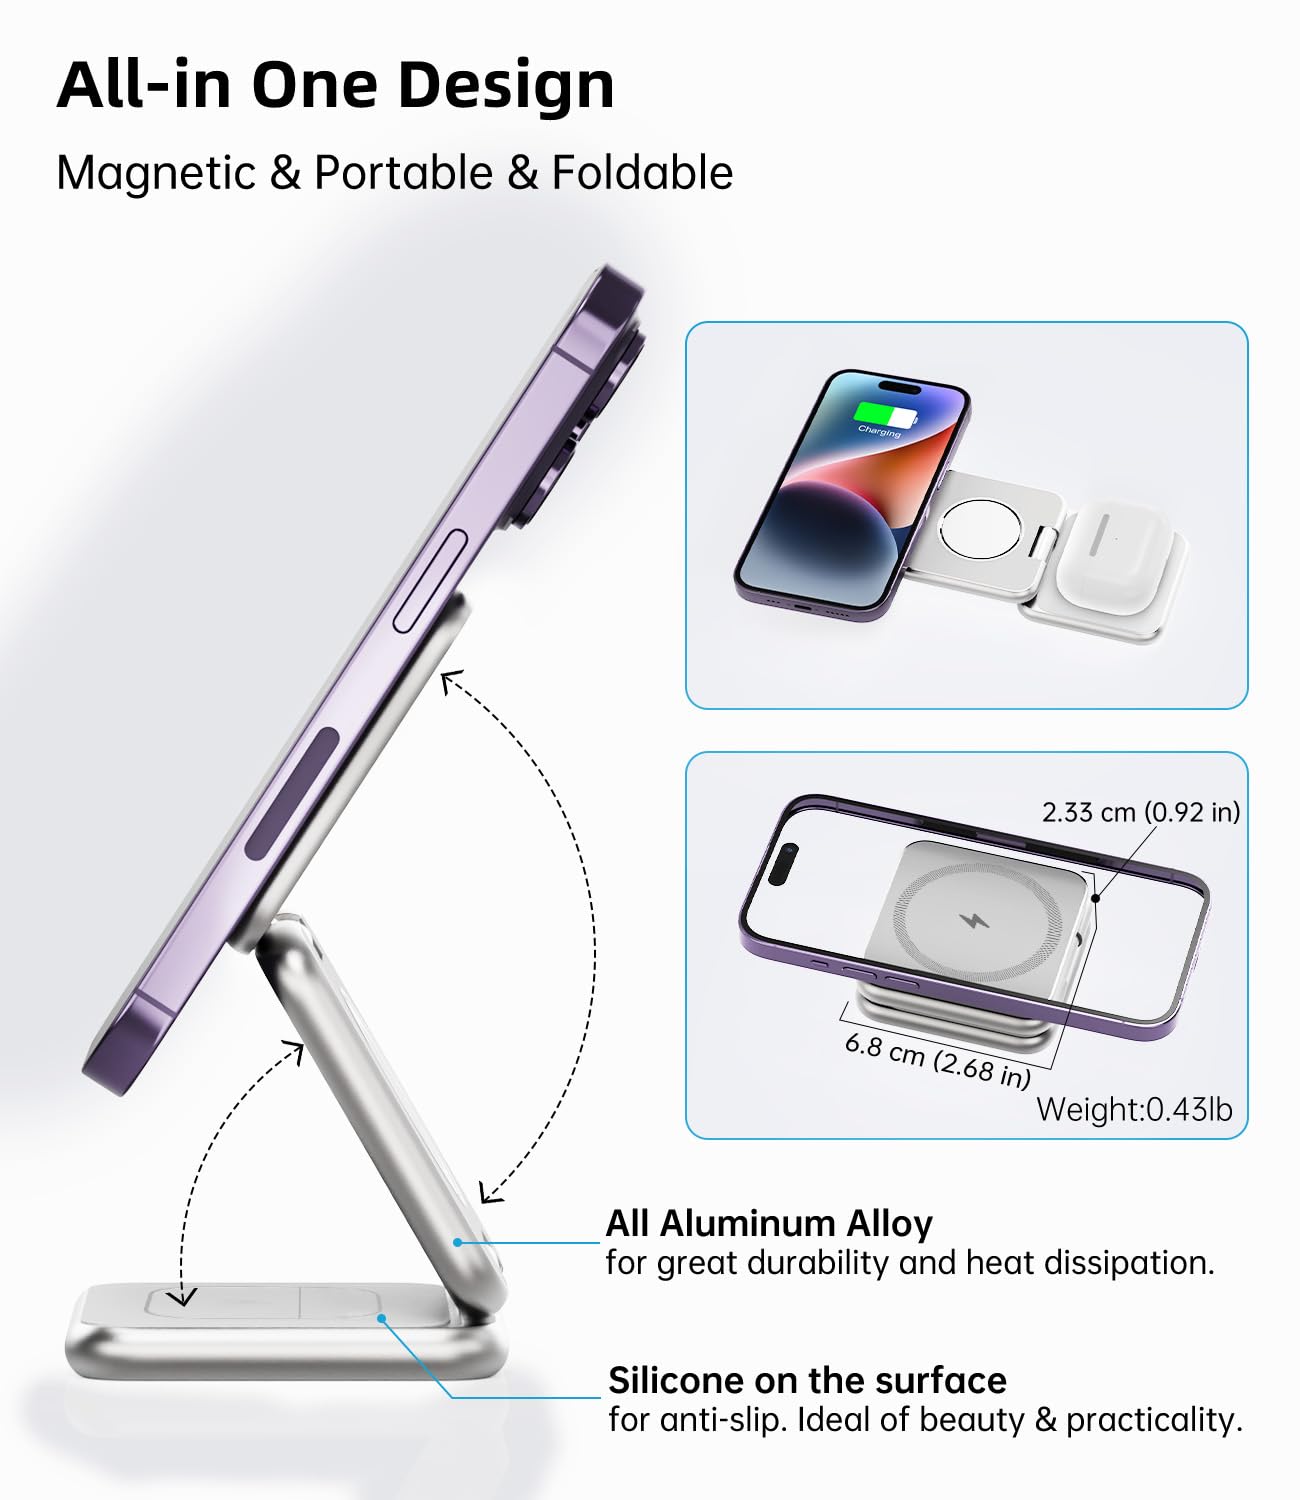 All-in One Design
Magnetic & Portable & Foldable
Charging
2.33 cm (0.92 in)
6.8 cm (2.68 in)
Weight:0.43lb
All Aluminum Alloy
for great durability and heat dissipation.
Silicone on the surface
for anti-slip. Ideal of beauty & practicality.